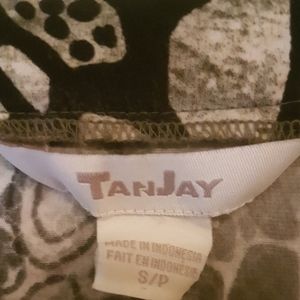 TANJAY
MADE IN INDONESIA
FAIT EN INDONESIE
S/P